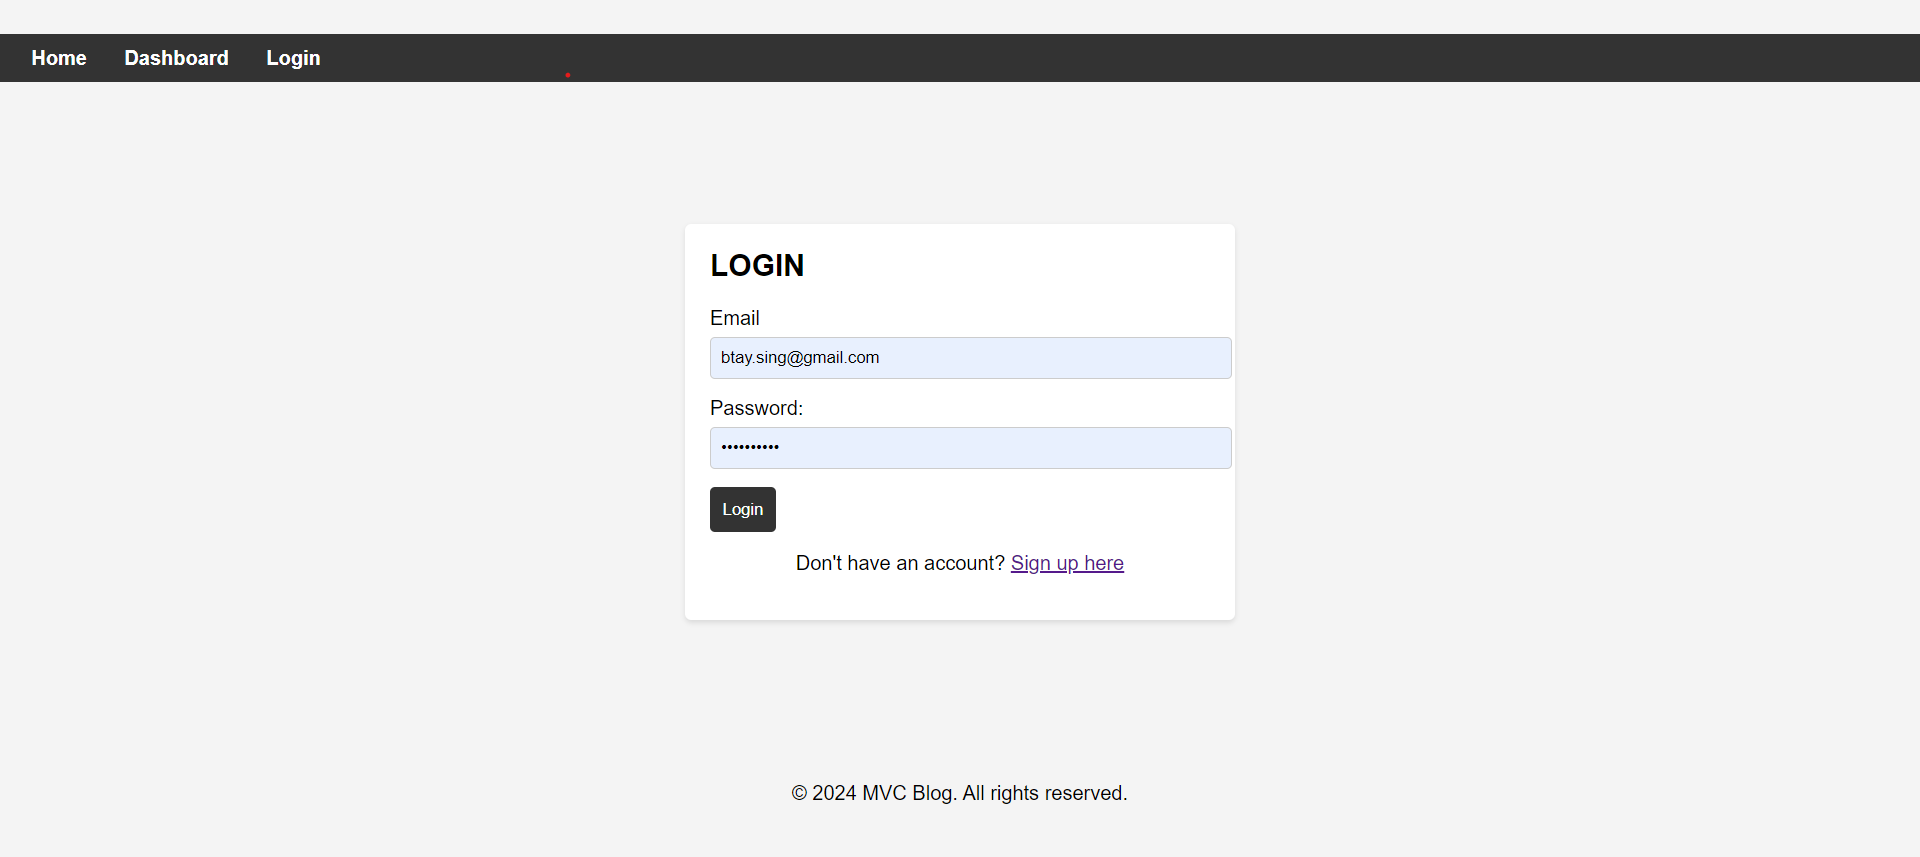 Home Dashboard Login
LOGIN
Email
btay.sing@gmail.com
Password:
••••••••••
Login
Don't have an account? Sign up here
© 2024 MVC Blog. All rights reserved.